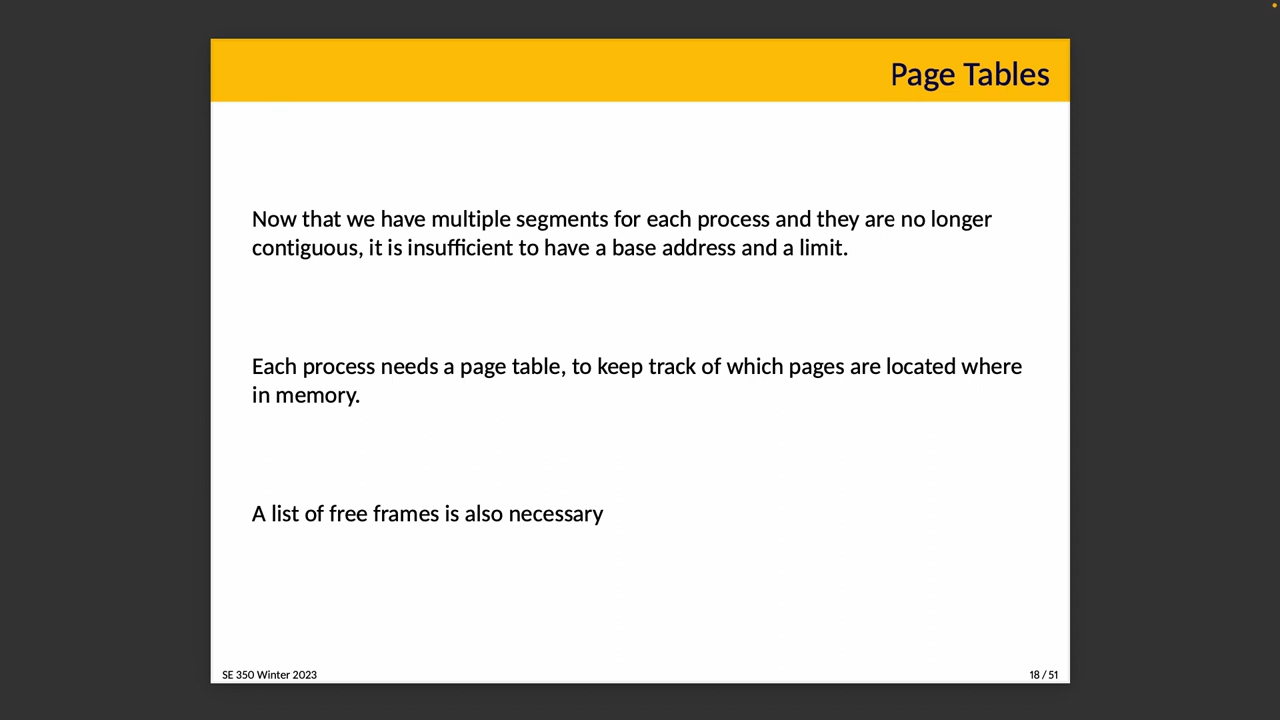 Page Tables
Now that we have multiple segments for each process and they are no longer
contiguous, it is insufficient to have a base address and a limit.
Each process needs a page table, to keep track of which pages are located where
in memory.
A list of free frames is also necessary
SE 350 Winter 2023
18 / 51